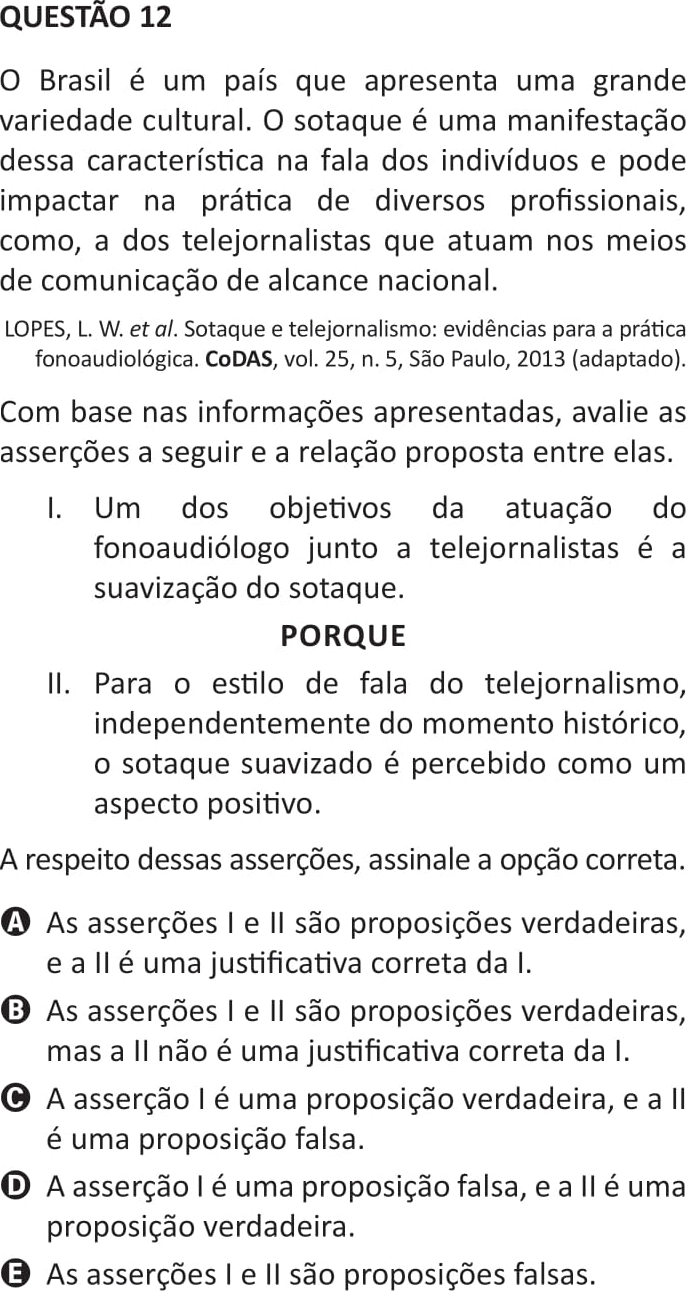 QUESTÃO 12
O Brasil é um país que apresenta uma grande
variedade cultural. O sotaque é uma manifestação
dessa característica na fala dos indivíduos e pode
impactar na prática de diversos profissionais,
como, a dos telejornalistas que atuam nos meios
de comunicação de alcance nacional.
LOPES, L. W. et al. Sotaque e telejornalismo: evidências para a prática
fonoaudiológica. CoDAS, vol. 25, n. 5, São Paulo, 2013 (adaptado).
Com base nas informações apresentadas, avalie as
asserções a seguir e a relação proposta entre elas.
I. Um dos objetivos da atuação do
fonoaudiólogo junto a telejornalistas é a
suavização do sotaque.
PORQUE
II. Para o estilo de fala do telejornalismo,
independentemente do momento histórico,
o sotaque suavizado é percebido como um
aspecto positivo.
A respeito dessas asserções, assinale a opção correta.
A As asserções I e II são proposições verdadeiras,
e a II é uma justificativa correta da I.
B As asserções I e II são proposições verdadeiras,
mas a II não é uma justificativa correta da I.
C A asserção I é uma proposição verdadeira, e a II
é uma proposição falsa.
D A asserção I é uma proposição falsa, e a II é uma
proposição verdadeira.
E As asserções I e II são proposições falsas.